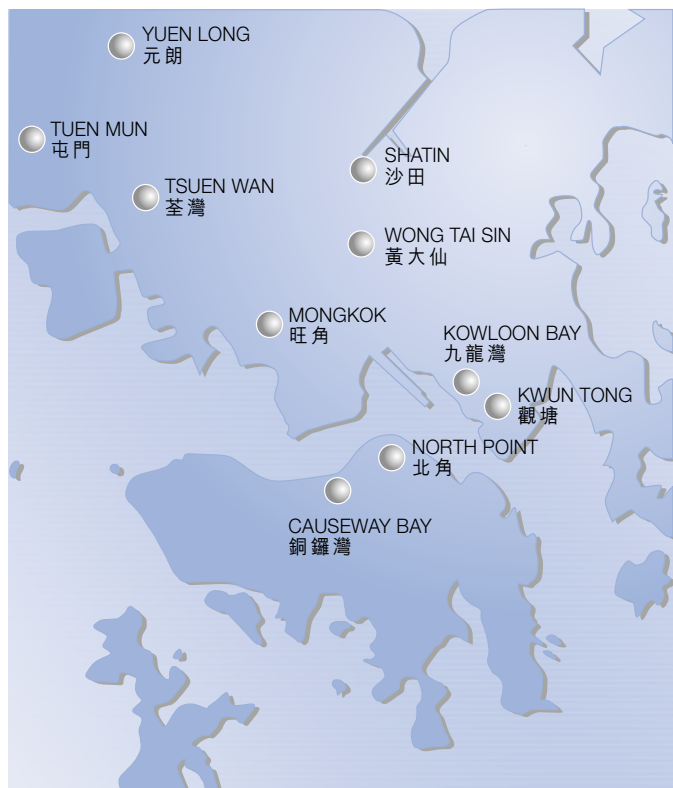 YUEN LONG
元朗
TUEN MUN
屯門
SHATIN
沙田
TSUEN WAN
荃灣
WONG TAI SIN
黃大仙
MONGKOK
旺角
KOWLOON BAY
九龍灣
KWUN TONG
觀塘
NORTH POINT
北角
CAUSEWAY BAY
銅鑼灣